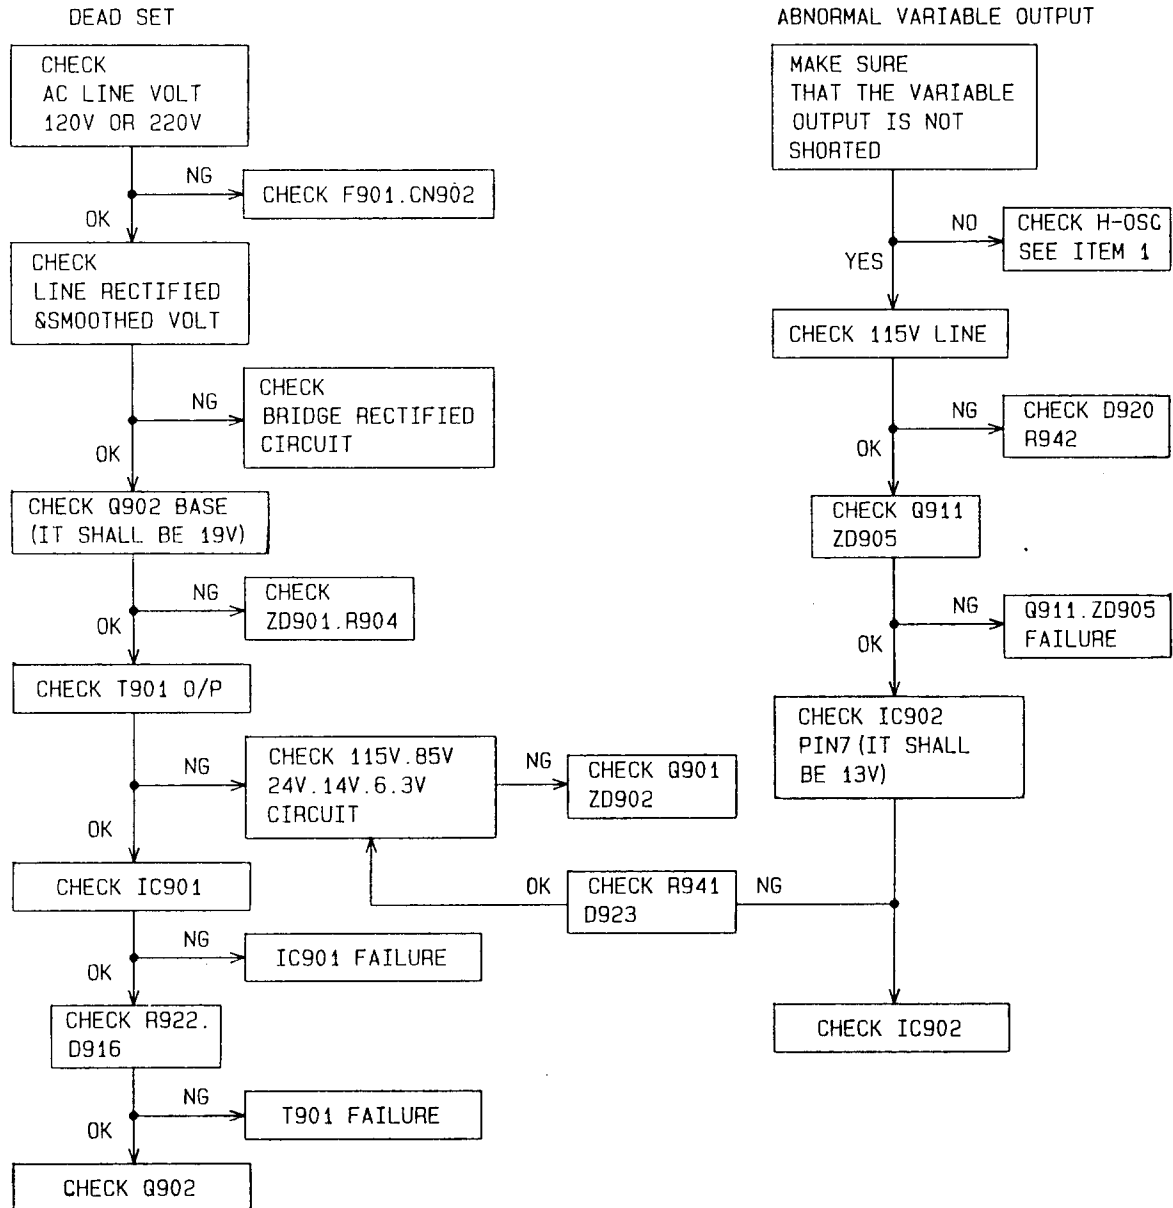 DEAD SET
CHECK
AC LINE VOLT
120V OR 220V
NG
CHECK F901.CN902
OK
CHECK
LINE RECTIFIED
&SMOOTHED VOLT
NG
CHECK
BRIDGE RECTIFIED
CIRCUIT
OK
CHECK Q902 BASE
(IT SHALL BE 19V)
NG
CHECK
ZD901.R904
OK
CHECK T901 O/P
NG
CHECK 115V.85V
24V.14V.6.3V
CIRCUIT
NG
CHECK Q901
ZD902
OK
CHECK IC901
NG
IC901 FAILURE
OK
CHECK R922.
D916
NG
T901 FAILURE
OK
CHECK Q902
ABNORMAL VARIABLE OUTPUT
MAKE SURE
THAT THE VARIABLE
OUTPUT IS NOT
SHORTED
NO
CHECK H-OSC
SEE ITEM 1
YES
CHECK 115V LINE
NG
CHECK D920
R942
OK
CHECK Q911
ZD905
NG
Q911.ZD905
FAILURE
OK
CHECK IC902
PIN7(IT SHALL
BE 13V)
NG
CHECK R941
D923
OK
CHECK IC902